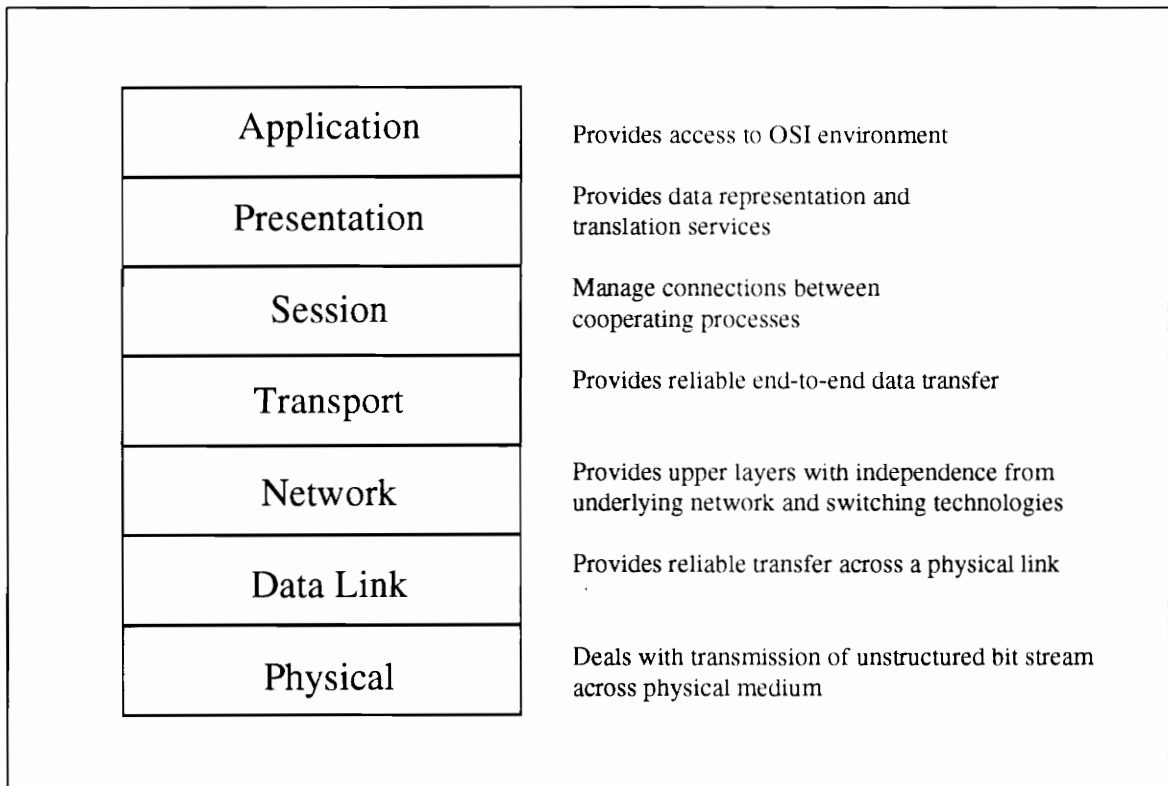 Application
Provides access to OSI environment
Presentation
Provides data representation and
translation services
Session
Manage connections between
cooperating processes
Transport
Provides reliable end-to-end data transfer
Network
Provides upper layers with independence from
underlying network and switching technologies
Data Link
Provides reliable transfer across a physical link
Physical
Deals with transmission of unstructured bit stream
across physical medium